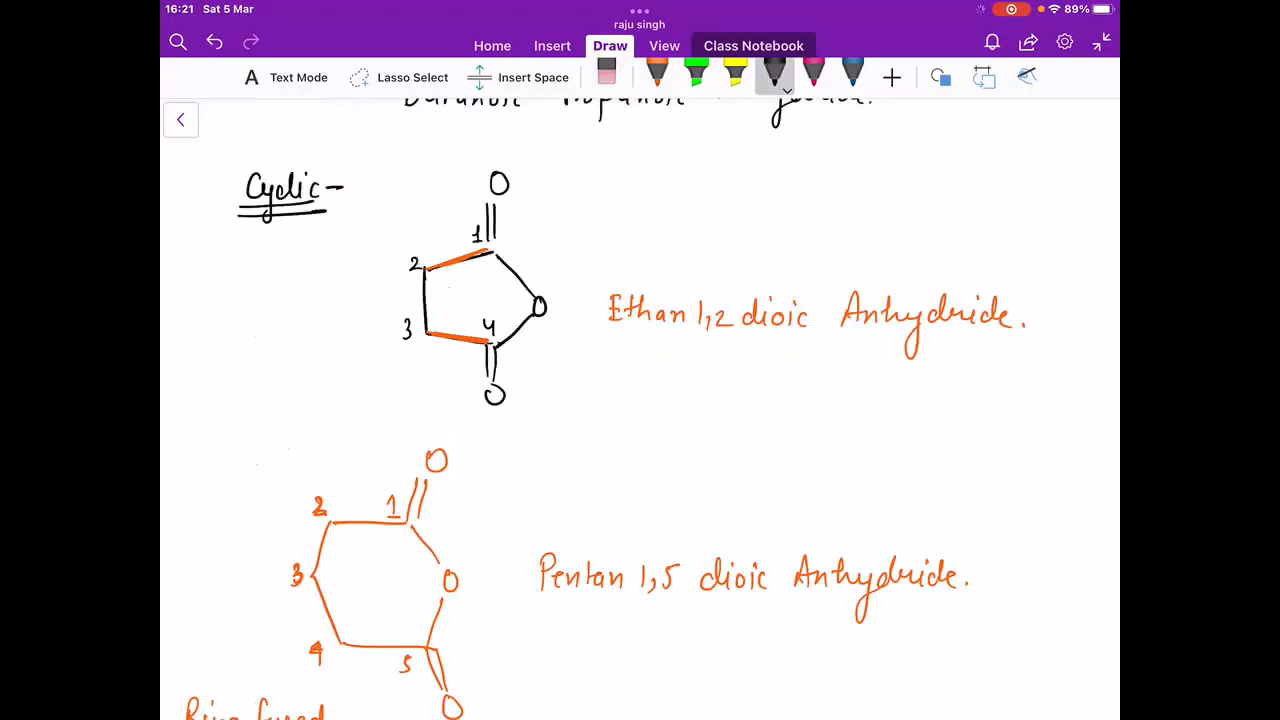 16:21 Sat 5 Mar
89%
raju singh
Home Insert Draw View Class Notebook
A Text Mode Lasso Select Insert Space
Cyclic-
O
1
2
O
3
4
O
Ethan 1,2 dioic Anhydride.
O
2
1
3
O
4
5
O
Pentan 1,5 dioic Anhydride.